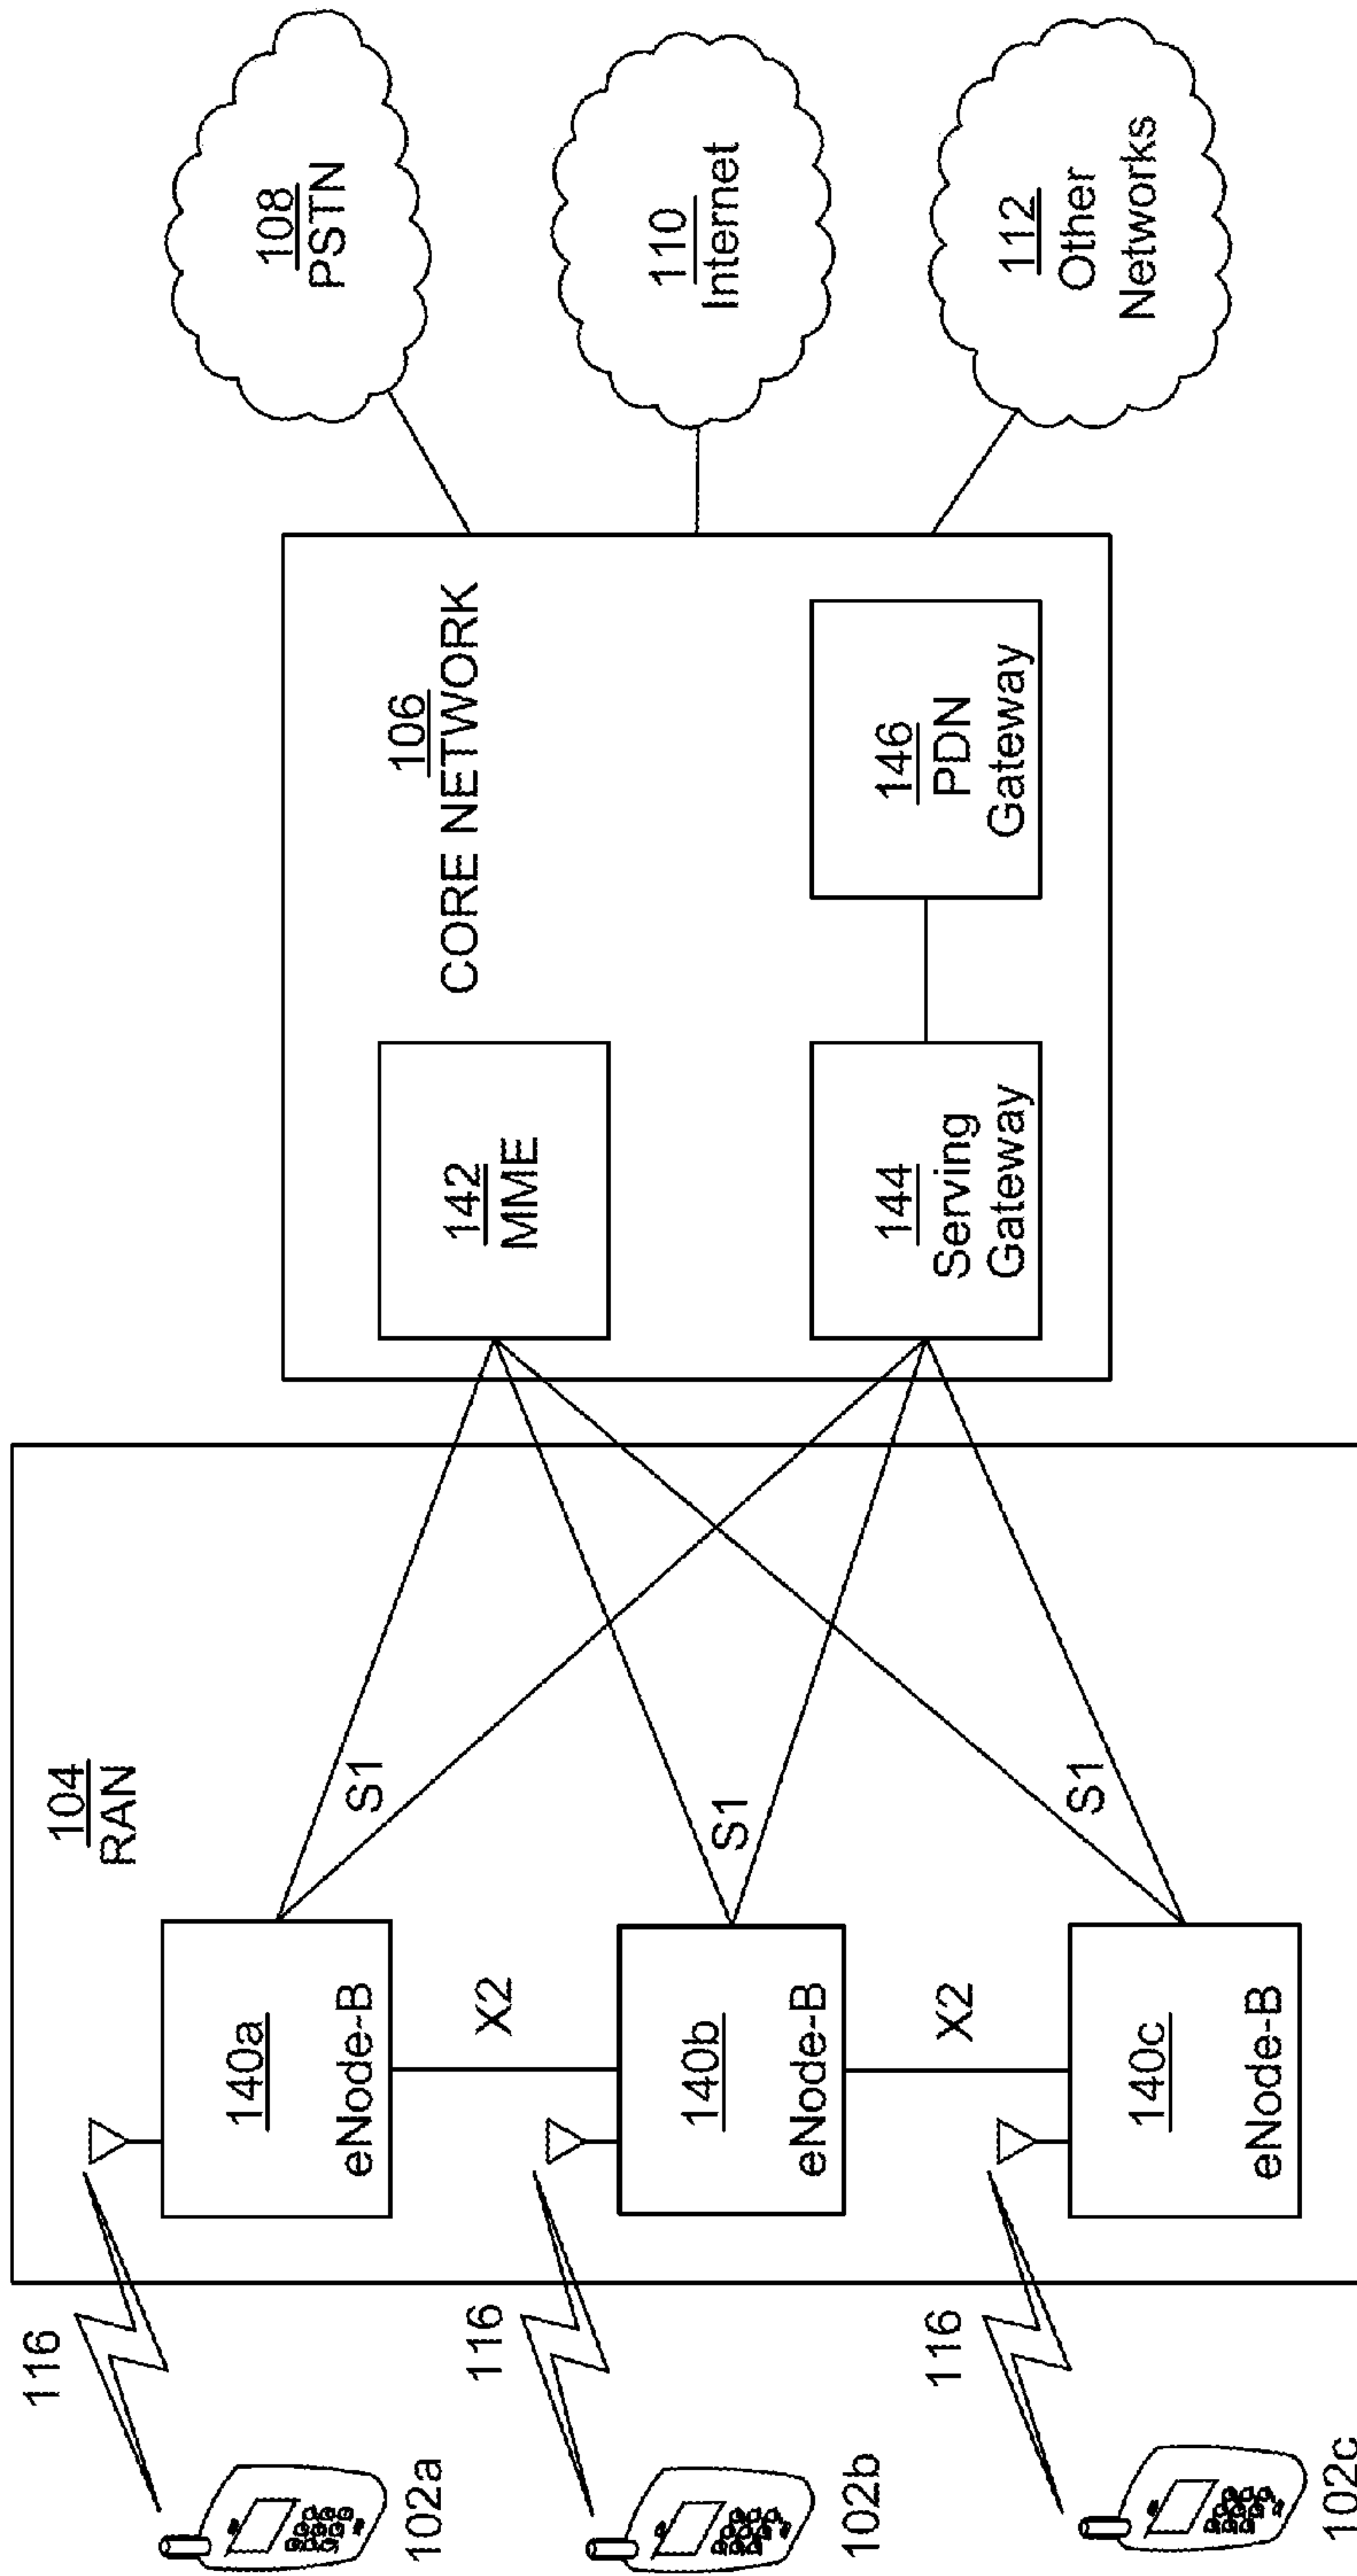 116
102a
116
102b
116
102c
104
RAN
140a
eNode-B
X2
140b
eNode-B
X2
140c
eNode-B
S1
S1
S1
106
CORE NETWORK
142
MME
144
Serving
Gateway
146
PDN
Gateway
108
PSTN
110
Internet
112
Other
Networks